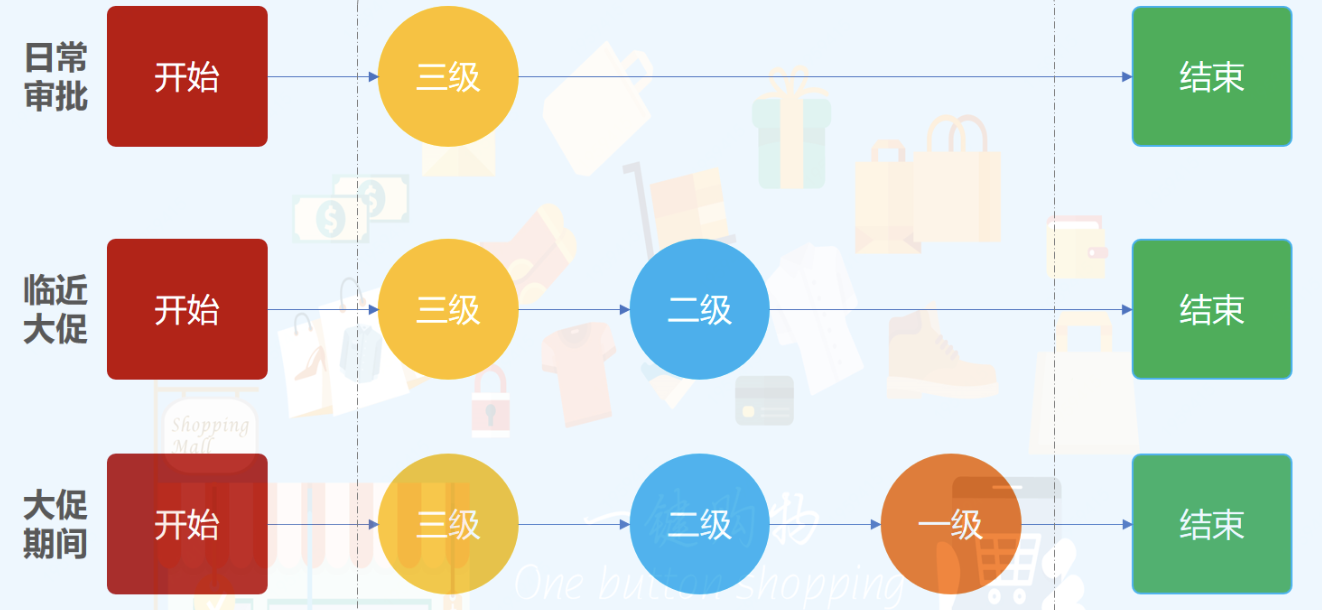 日常
审批
开始
三级
结束
临近
大促
开始
三级
二级
结束
Shopping
Mall
大促
期间
开始
三级
二级
一级
结束
一键购物
One button shopping